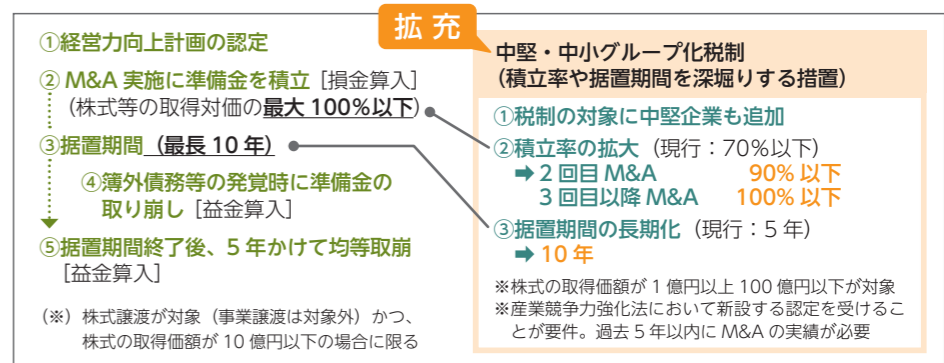 拡充
①経営力向上計画の認定
② M&A 実施に準備金を積立 [損金算入]
(株式等の取得対価の最大 100%以下)
③据置期間（最長 10 年）
④簿外債務等の発覚時に準備金の
取り崩し [益金算入]
⑤据置期間終了後、5 年かけて均等取崩
[益金算入]
（※）株式譲渡が対象（事業譲渡は対象外）かつ、
株式の取得価額が 10 億円以下の場合に限る
中堅・中小グループ化税制
（積立率や据置期間を深堀りする措置）
①税制の対象に中堅企業も追加
②積立率の拡大（現行：70%以下）
➡ 2 回目 M&A 90% 以下
3 回目以降 M&A 100% 以下
③据置期間の長期化（現行：5 年）
➡ 10 年
※株式の取得価額が 1 億円以上 100 億円以下が対象
※産業競争力強化法において新設する認定を受けるこ
とが要件。過去 5 年以内に M&A の実績が必要